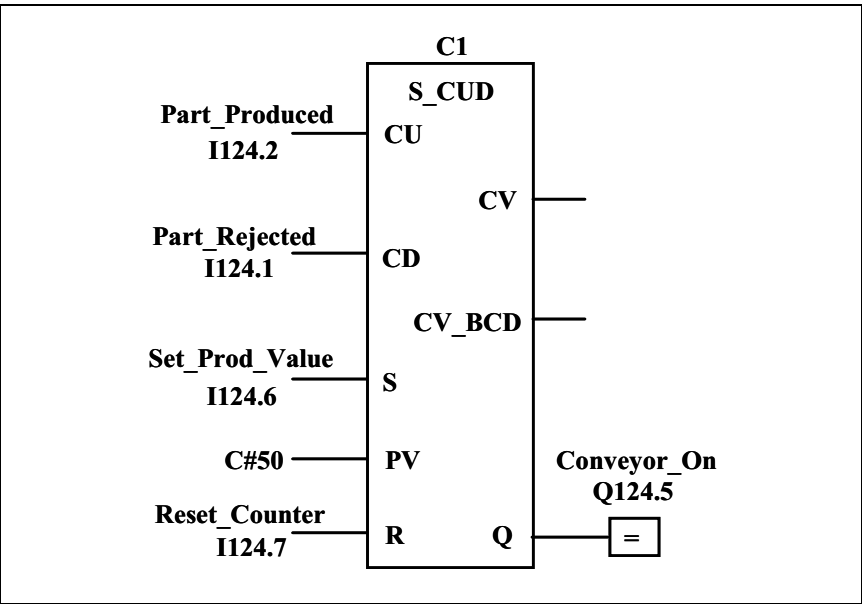 C1
S_CUD
Part_Produced
I124.2
CU
CV
Part_Rejected
I124.1
CD
CV_BCD
Set_Prod_Value
I124.6
S
C#50
PV
Conveyor_On
Q124.5
Reset_Counter
I124.7
R
Q
=